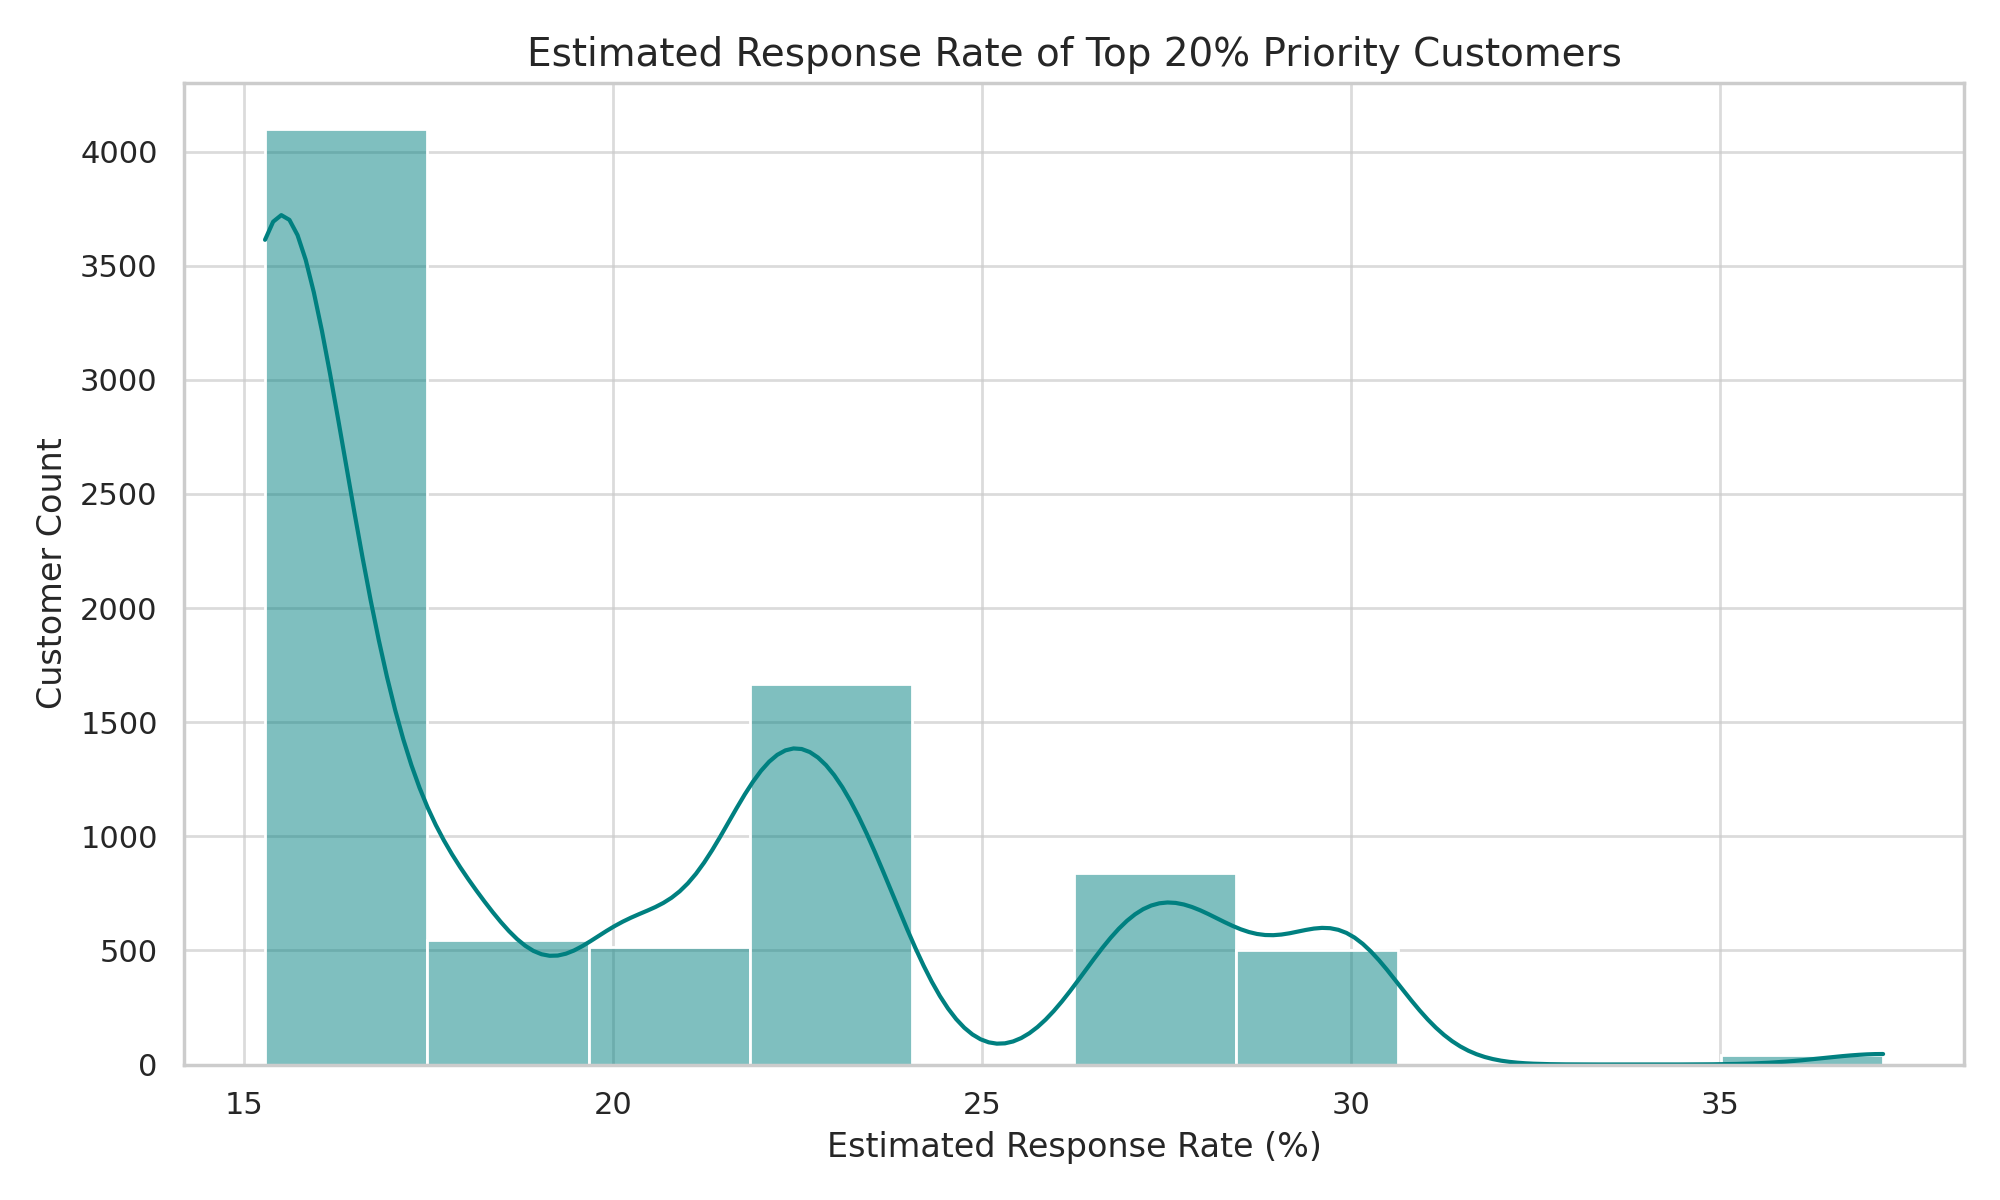 Estimated Response Rate of Top 20% Priority Customers
Customer Count
4000
3500
3000
2500
2000
1500
1000
500
0
15 20 25 30 35
Estimated Response Rate (%)